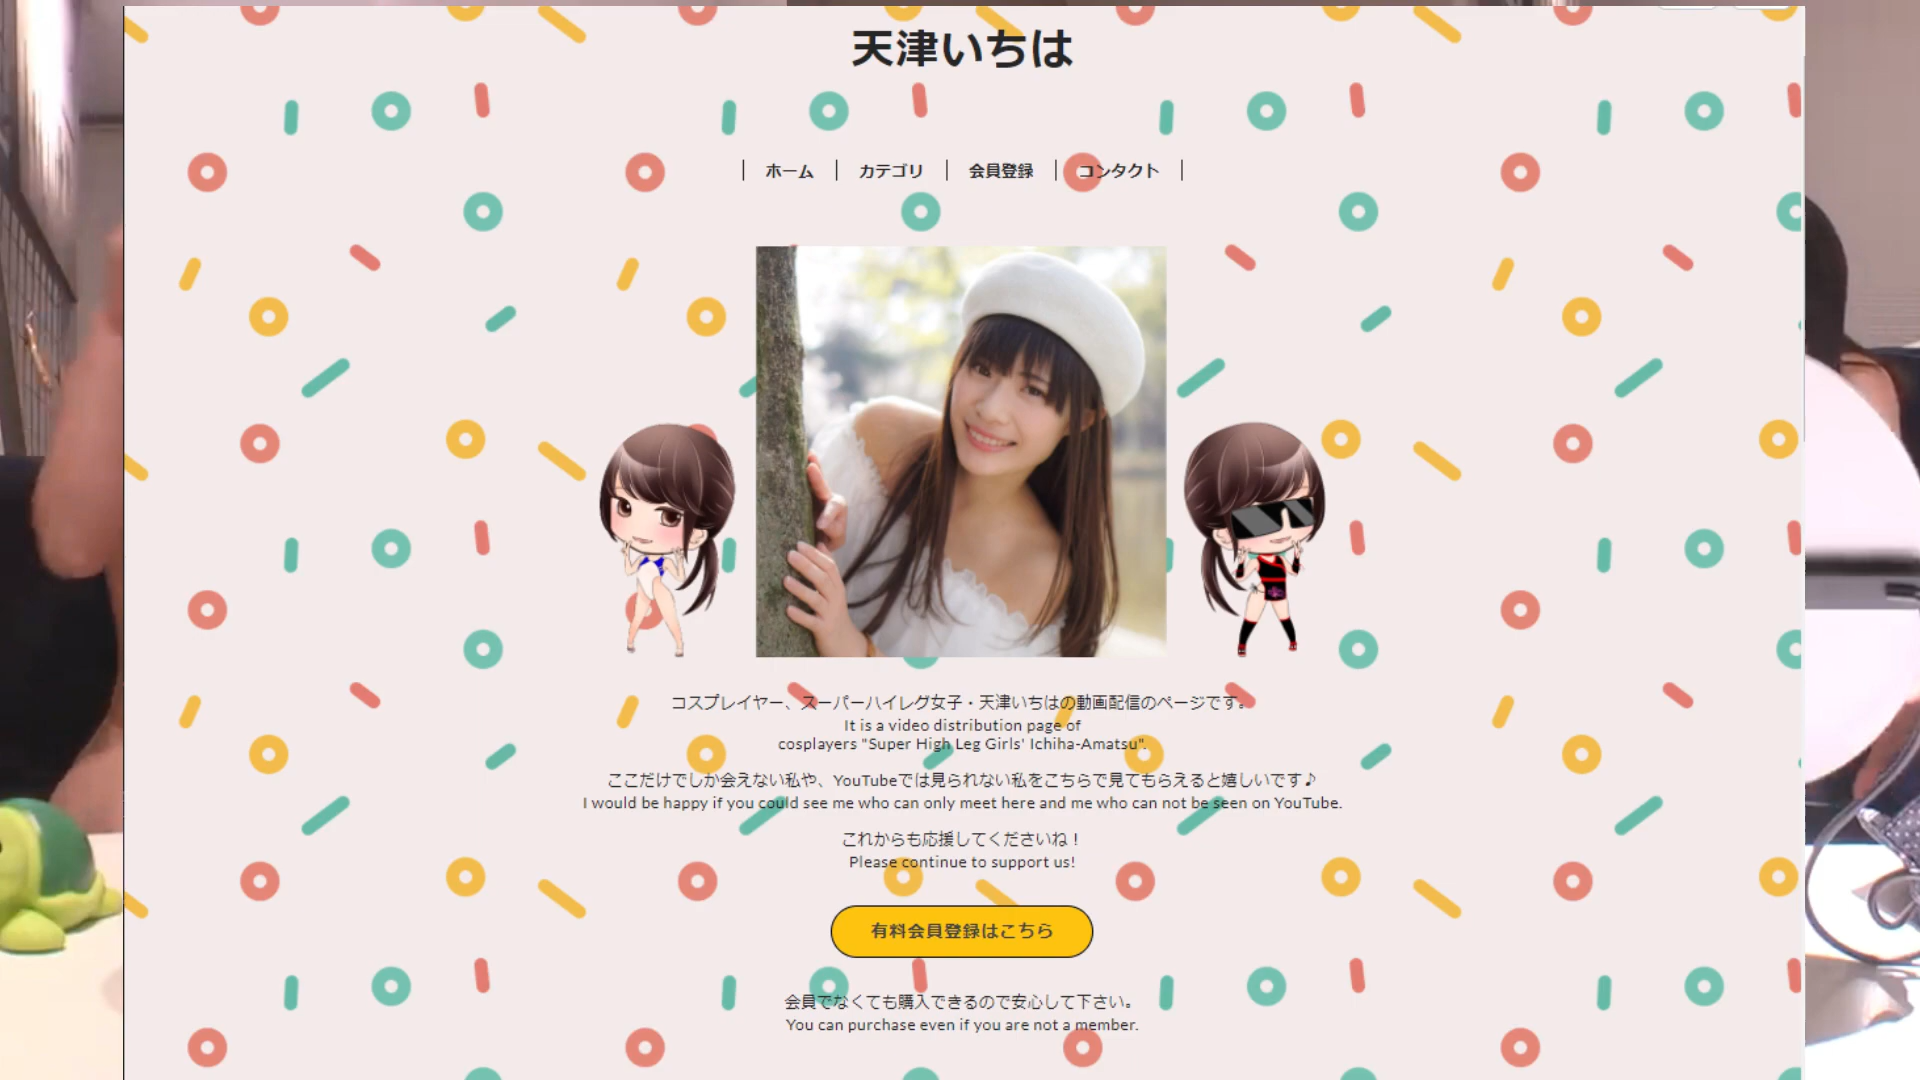 天津いちは
ホーム
カテゴリ
会員登録
コンタクト
コスプレイヤー、スーパーハイレグ女子・天津いちはの動画配信のページです。
It is a video distribution page of
cosplayers "Super High Leg Girls' Ichiha-Amatsu".
ここだけでしか会えない私や、YouTubeでは見られない私をこちらで見てもらえると嬉しいです♪
I would be happy if you could see me who can only meet here and me who can not be seen on YouTube.
これからも応援してくださいね！
Please continue to support us!
有料会員登録はこちら
会員でなくても購入できるので安心して下さい。
You can purchase even if you are not a member.